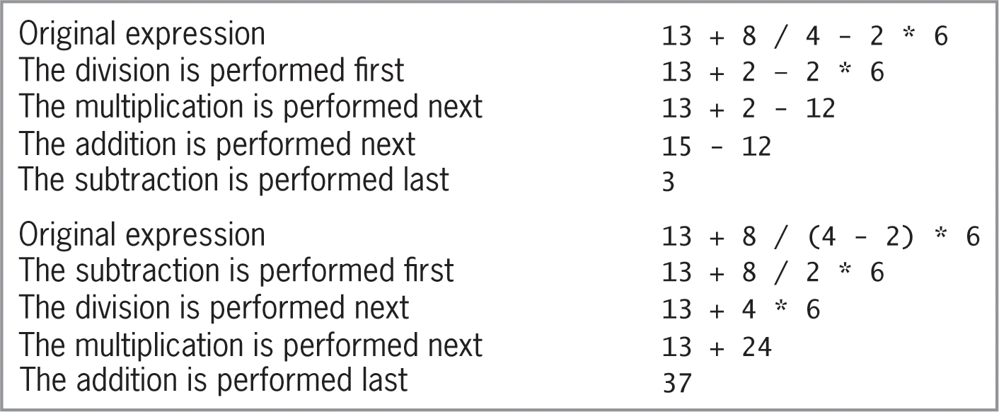 Original expression 13 + 8 / 4 – 2 * 6
The division is performed first 13 + 2 – 2 * 6
The multiplication is performed next 13 + 2 – 12
The addition is performed next 15 – 12
The subtraction is performed last 3
Original expression 13 + 8 / (4 – 2) * 6
The subtraction is performed first 13 + 8 / 2 * 6
The division is performed next 13 + 4 * 6
The multiplication is performed next 13 + 24
The addition is performed last 37